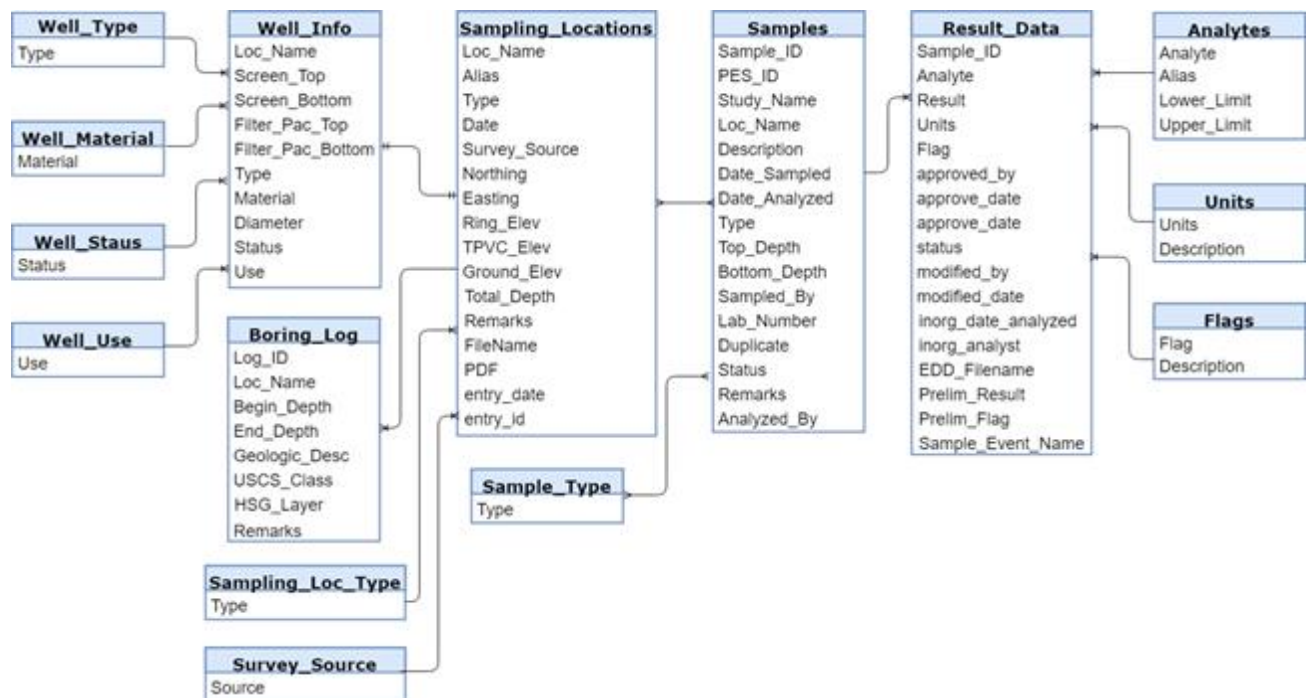 Well_Type
Type
Well_Material
Material
Well_Staus
Status
Well_Use
Use
Well_Info
Loc_Name
Screen_Top
Screen_Bottom
Filter_Pac_Top
Filter_Pac_Bottom
Type
Material
Diameter
Status
Use
Boring_Log
Log_ID
Loc_Name
Begin_Depth
End_Depth
Geologic_Desc
USCS_Class
HSG_Layer
Remarks
Sampling_Loc_Type
Type
Survey_Source
Source
Sampling_Locations
Loc_Name
Alias
Type
Date
Survey_Source
Northing
Easting
Ring_Elev
TPVC_Elev
Ground_Elev
Total_Depth
Remarks
FileName
PDF
entry_date
entry_id
Sample_Type
Type
Samples
Sample_ID
PES_ID
Study_Name
Loc_Name
Description
Date_Sampled
Date_Analyzed
Type
Top_Depth
Bottom_Depth
Sampled_By
Lab_Number
Duplicate
Status
Remarks
Analyzed_By
Result_Data
Sample_ID
Analyte
Result
Units
Flag
approved_by
approve_date
approve_date
status
modified_by
modified_date
inorg_date_analyzed
inorg_analyst
EDD_Filename
Prelim_Result
Prelim_Flag
Sample_Event_Name
Analytes
Analyte
Alias
Lower_Limit
Upper_Limit
Units
Units
Description
Flags
Flag
Description